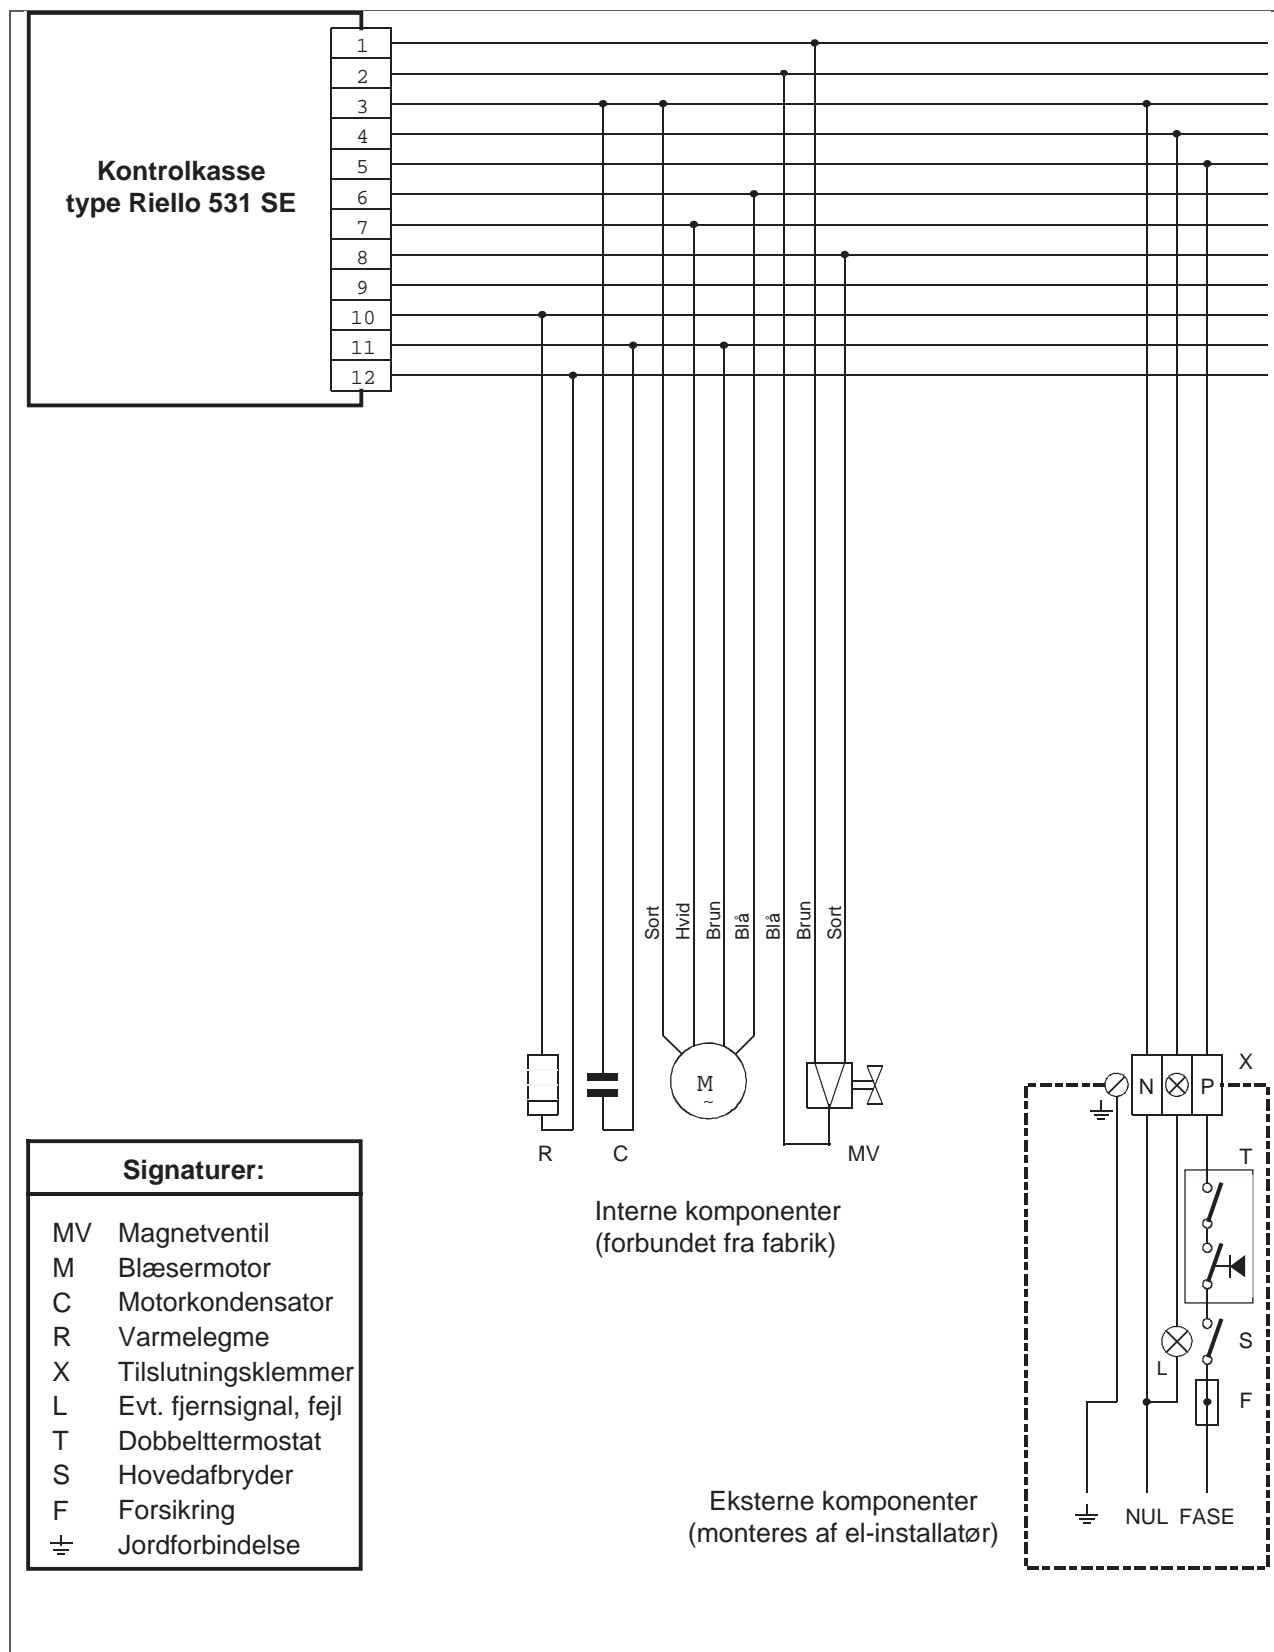 Kontrolkasse
type Riello 531 SE
1
2
3
4
5
6
7
8
9
10
11
12
Sort
Hvid
Brun
Blå
Blå
Brun
Sort
M
~
R
C
MV
Interne komponenter
(forbundet fra fabrik)
X
N
P
T
S
L
F
NUL FASE
Eksterne komponenter
(monteres af el-installatør)
Signaturer:
MV Magnetventil
M Blæsermotor
C Motorkondensator
R Varmelegme
X Tilslutningsklemmer
L Evt. fjernsignal, fejl
T Dobbelttermostat
S Hovedafbryder
F Forsikring
Jordforbindelse